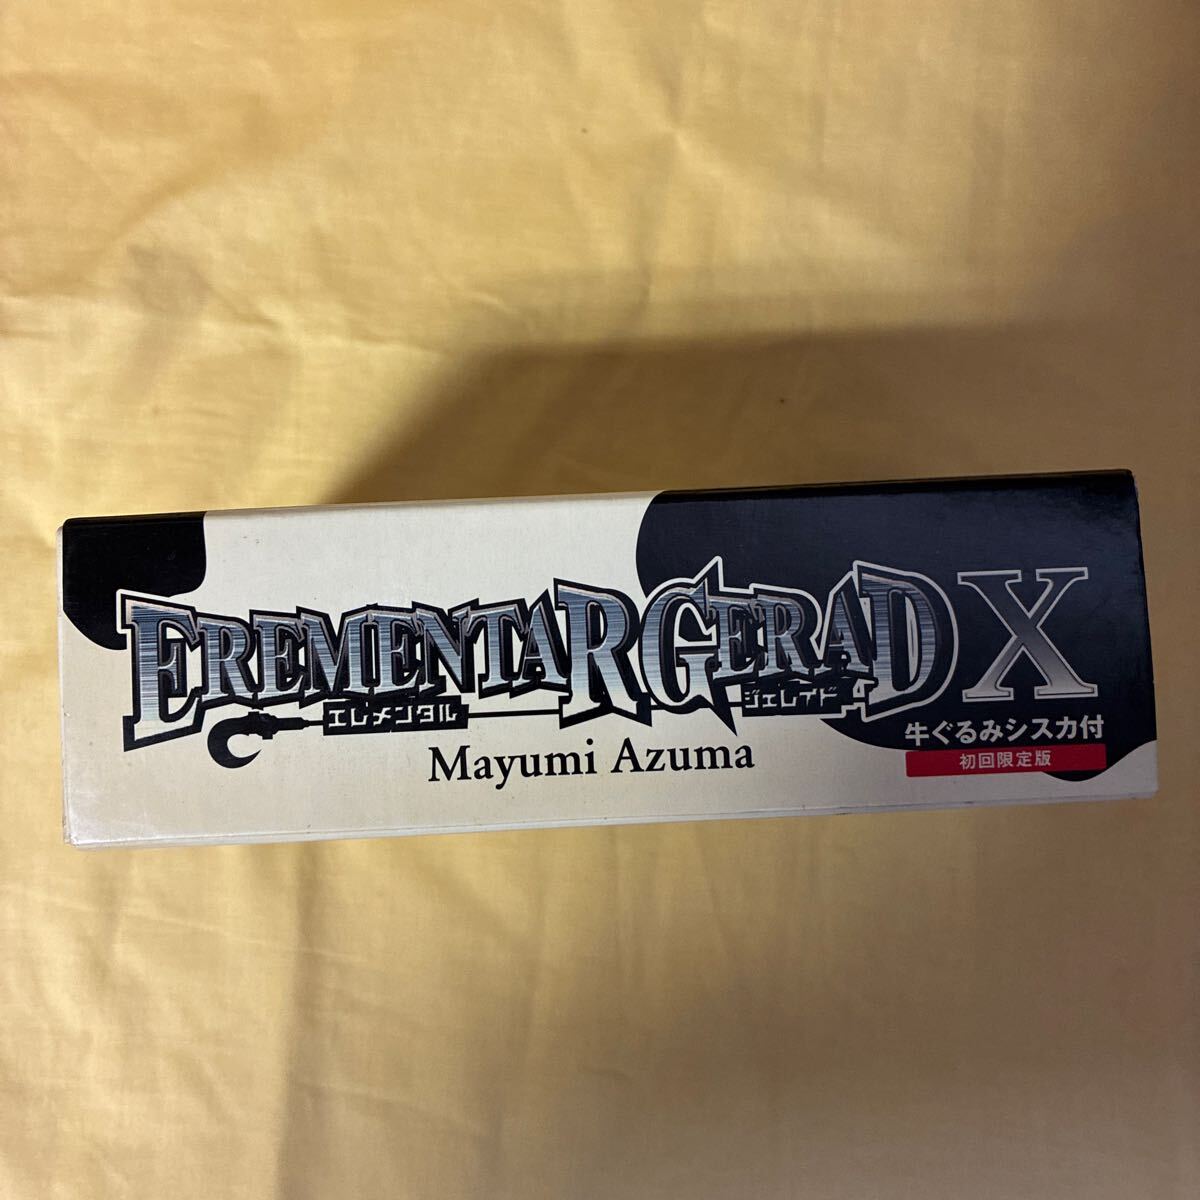 EREMENTAR GERAD X
エレメンタル ジェレイド
Mayumi Azuma
牛ぐるみシスカ付
初回限定版